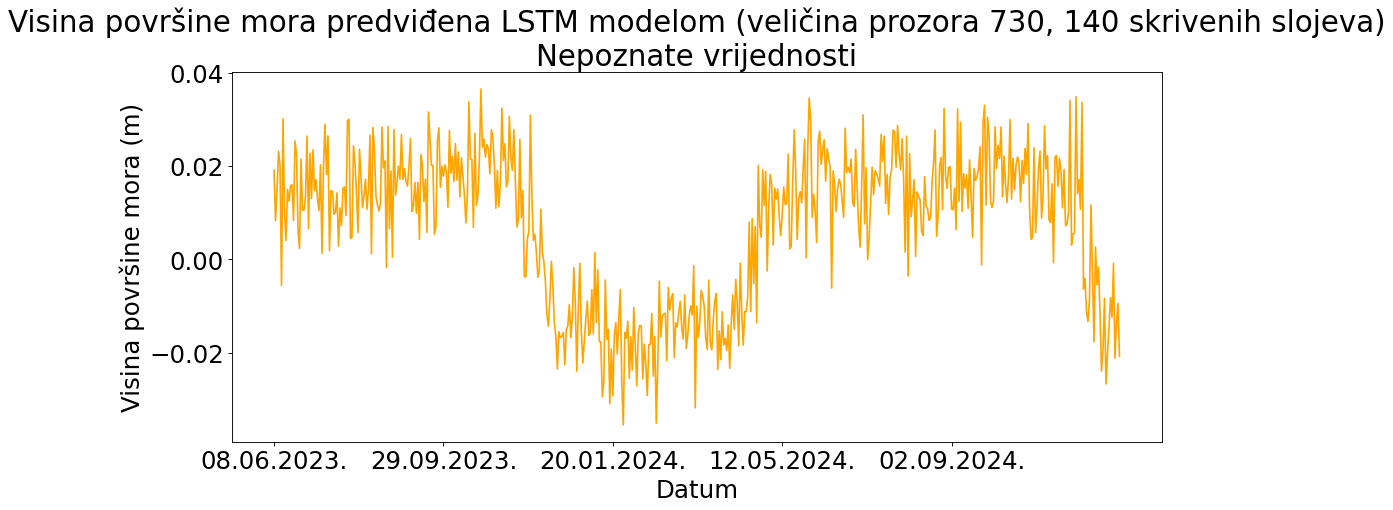 Visina površine mora predviđena LSTM modelom (veličina prozora 730, 140 skrivenih slojeva)
Nepoznate vrijednosti
Visina površine mora (m)
0.04
0.02
0.00
−0.02
08.06.2023. 29.09.2023. 20.01.2024. 12.05.2024. 02.09.2024.
Datum